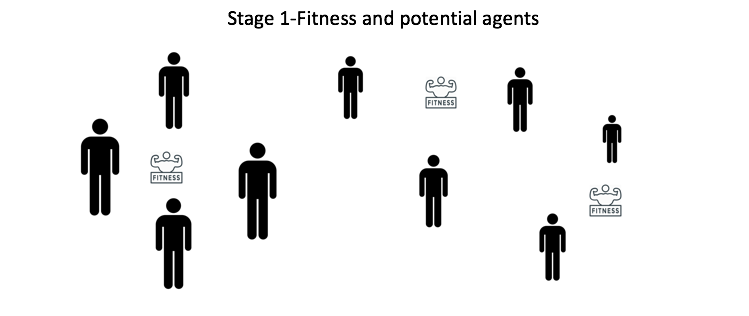 Stage 1-Fitness and potential agents
FITNESS
FITNESS
FITNESS